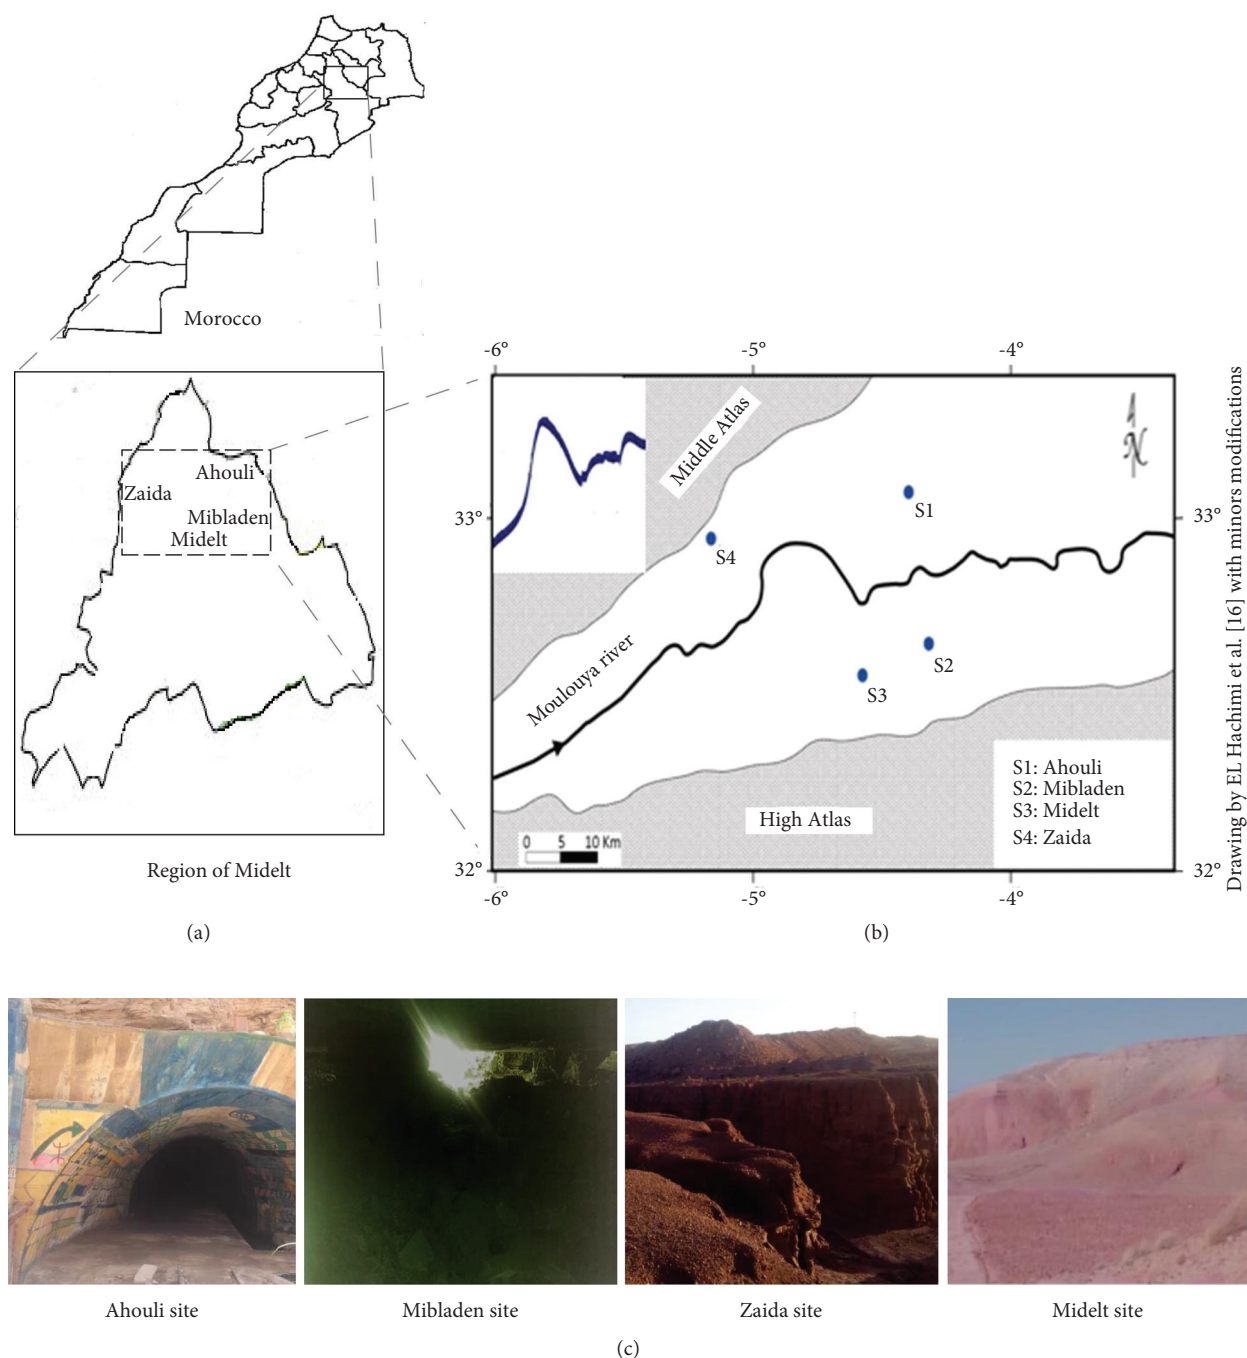 Morocco
Ahouli
Zaida
Mibladen
Midelt
Region of Midelt
(a)
-6°
-5°
-4°
Middle Atlas
N
S1
33°
33°
S4
Moulouya river
S2
S3
S1: Ahouli
S2: Mibladen
S3: Midelt
S4: Zaida
High Atlas
0 5 10 Km
32°
32°
-6°
-5°
-4°
(b)
Drawing by EL Hachimi et al. [16] with minors modifications
Ahouli site
Mibladen site
Zaida site
Midelt site
(c)